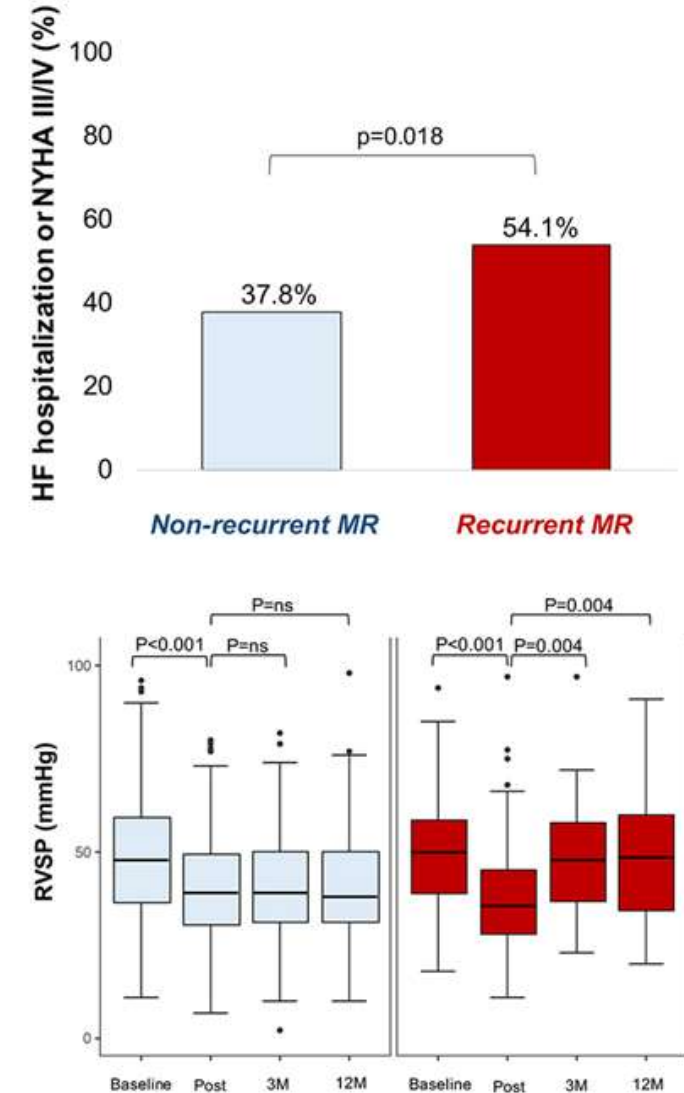 HF hospitalization or NYHA III/IV (%)
100
80
60
40
20
0
p=0.018
37.8%
54.1%
Non-recurrent MR
Recurrent MR
RVSP (mmHg)
100
50
0
P=ns
P<0.001
P=ns
P=0.004
P<0.001
P=0.004
Baseline
Post
3M
12M
Baseline
Post
3M
12M